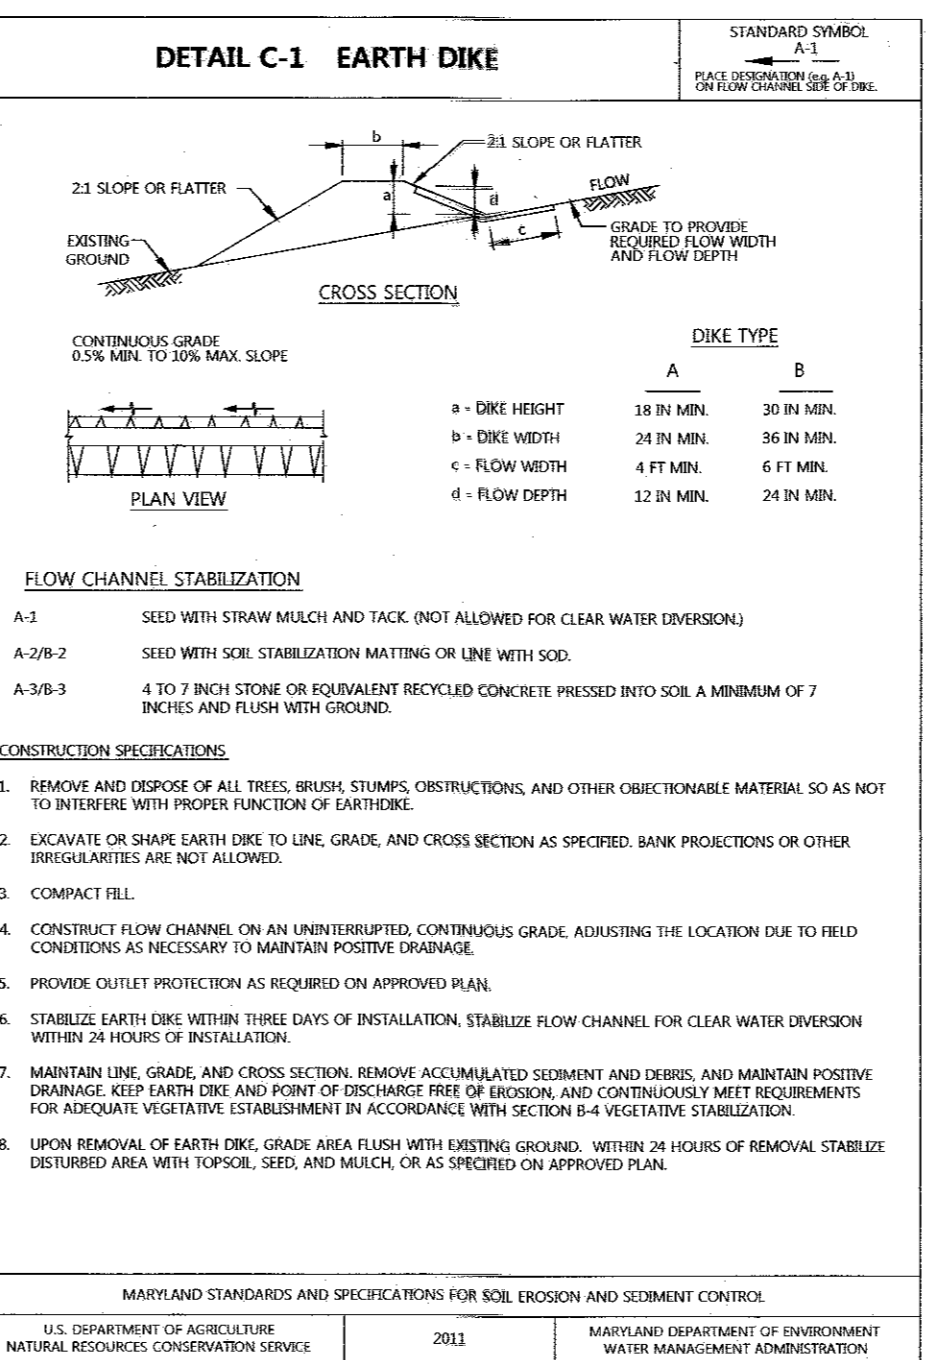 DETAIL C-1 EARTH DIKE
STANDARD SYMBOL
A-1
PLACE DESIGNATION (e.g. A-1)
ON FLOW CHANNEL SIDE OF DIKE.
b
2:1 SLOPE OR FLATTER
2:1 SLOPE OR FLATTER
a
d
FLOW
c
EXISTING
GROUND
GRADE TO PROVIDE
REQUIRED FLOW WIDTH
AND FLOW DEPTH
CROSS SECTION
CONTINUOUS GRADE
0.5% MIN. TO 10% MAX. SLOPE
PLAN VIEW
DIKE TYPE
A B
a = DIKE HEIGHT 18 IN MIN. 30 IN MIN.
b = DIKE WIDTH 24 IN MIN. 36 IN MIN.
c = FLOW WIDTH 4 FT MIN. 6 FT MIN.
d = FLOW DEPTH 12 IN MIN. 24 IN MIN.
FLOW CHANNEL STABILIZATION
A-1 SEED WITH STRAW MULCH AND TACK. (NOT ALLOWED FOR CLEAR WATER DIVERSION.)
A-2/B-2 SEED WITH SOIL STABILIZATION MATTING OR LINE WITH SOD.
A-3/B-3 4 TO 7 INCH STONE OR EQUIVALENT RECYCLED CONCRETE PRESSED INTO SOIL A MINIMUM OF 7
INCHES AND FLUSH WITH GROUND.
CONSTRUCTION SPECIFICATIONS
1. REMOVE AND DISPOSE OF ALL TREES, BRUSH, STUMPS, OBSTRUCTIONS, AND OTHER OBJECTIONABLE MATERIAL SO AS NOT
TO INTERFERE WITH PROPER FUNCTION OF EARTHDIKE.
2. EXCAVATE OR SHAPE EARTH DIKE TO LINE, GRADE, AND CROSS SECTION AS SPECIFIED. BANK PROJECTIONS OR OTHER
IRREGULARITIES ARE NOT ALLOWED.
3. COMPACT FILL.
4. CONSTRUCT FLOW CHANNEL ON AN UNINTERRUPTED, CONTINUOUS GRADE, ADJUSTING THE LOCATION DUE TO FIELD
CONDITIONS AS NECESSARY TO MAINTAIN POSITIVE DRAINAGE.
5. PROVIDE OUTLET PROTECTION AS REQUIRED ON APPROVED PLAN.
6. STABILIZE EARTH DIKE WITHIN THREE DAYS OF INSTALLATION. STABILIZE FLOW CHANNEL FOR CLEAR WATER DIVERSION
WITHIN 24 HOURS OF INSTALLATION.
7. MAINTAIN LINE, GRADE, AND CROSS SECTION. REMOVE ACCUMULATED SEDIMENT AND DEBRIS, AND MAINTAIN POSITIVE
DRAINAGE. KEEP EARTH DIKE AND POINT OF DISCHARGE FREE OF EROSION, AND CONTINUOUSLY MEET REQUIREMENTS
FOR ADEQUATE VEGETATIVE ESTABLISHMENT IN ACCORDANCE WITH SECTION B-4 VEGETATIVE STABILIZATION.
8. UPON REMOVAL OF EARTH DIKE, GRADE AREA FLUSH WITH EXISTING GROUND. WITHIN 24 HOURS OF REMOVAL STABILIZE
DISTURBED AREA WITH TOPSOIL, SEED, AND MULCH, OR AS SPECIFIED ON APPROVED PLAN.
MARYLAND STANDARDS AND SPECIFICATIONS FOR SOIL EROSION AND SEDIMENT CONTROL
U.S. DEPARTMENT OF AGRICULTURE
NATURAL RESOURCES CONSERVATION SERVICE
2011
MARYLAND DEPARTMENT OF ENVIRONMENT
WATER MANAGEMENT ADMINISTRATION